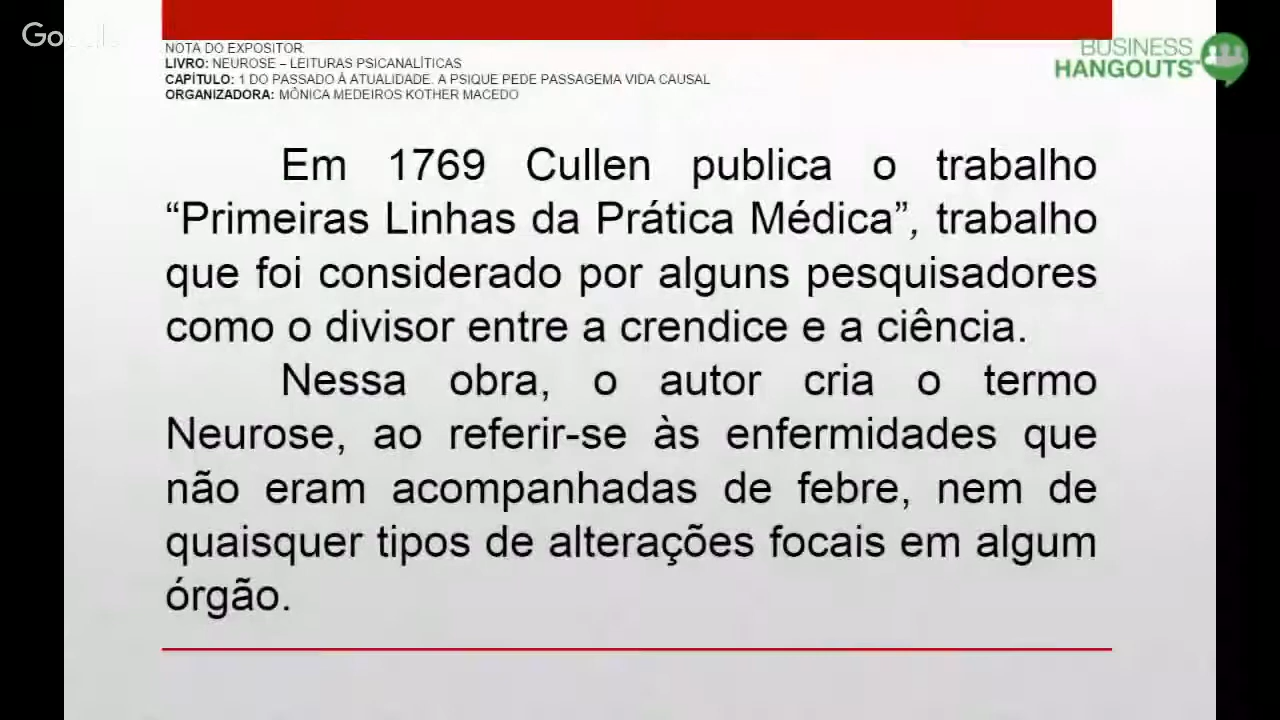 Google
NOTA DO EXPOSITOR
LIVRO: NEUROSE – LEITURAS PSICANALÍTICAS
CAPÍTULO: 1 DO PASSADO À ATUALIDADE. A PSIQUE PEDE PASSAGEMA VIDA CAUSAL
ORGANIZADORA: MÔNICA MEDEIROS KOTHER MACEDO
BUSINESS
HANGOUTS
Em 1769 Cullen publica o trabalho
“Primeiras Linhas da Prática Médica”, trabalho
que foi considerado por alguns pesquisadores
como o divisor entre a crendice e a ciência.
Nessa obra, o autor cria o termo
Neurose, ao referir-se às enfermidades que
não eram acompanhadas de febre, nem de
quaisquer tipos de alterações focais em algum
órgão.